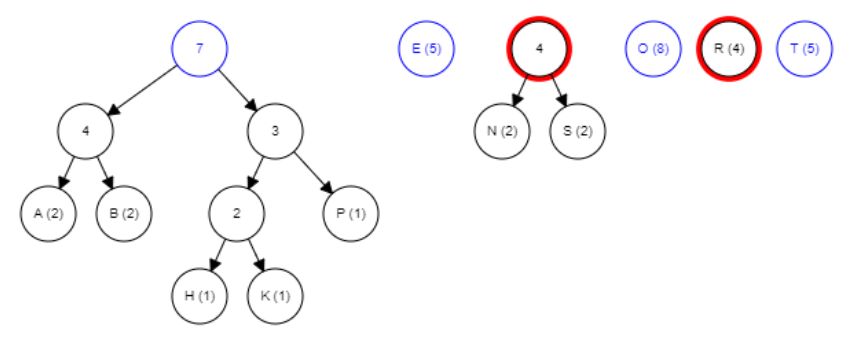 7 E (5) 4 O (8) R (4) T (5)
4 3 N (2) S (2)
A (2) B (2) 2 P (1)
H (1) K (1)